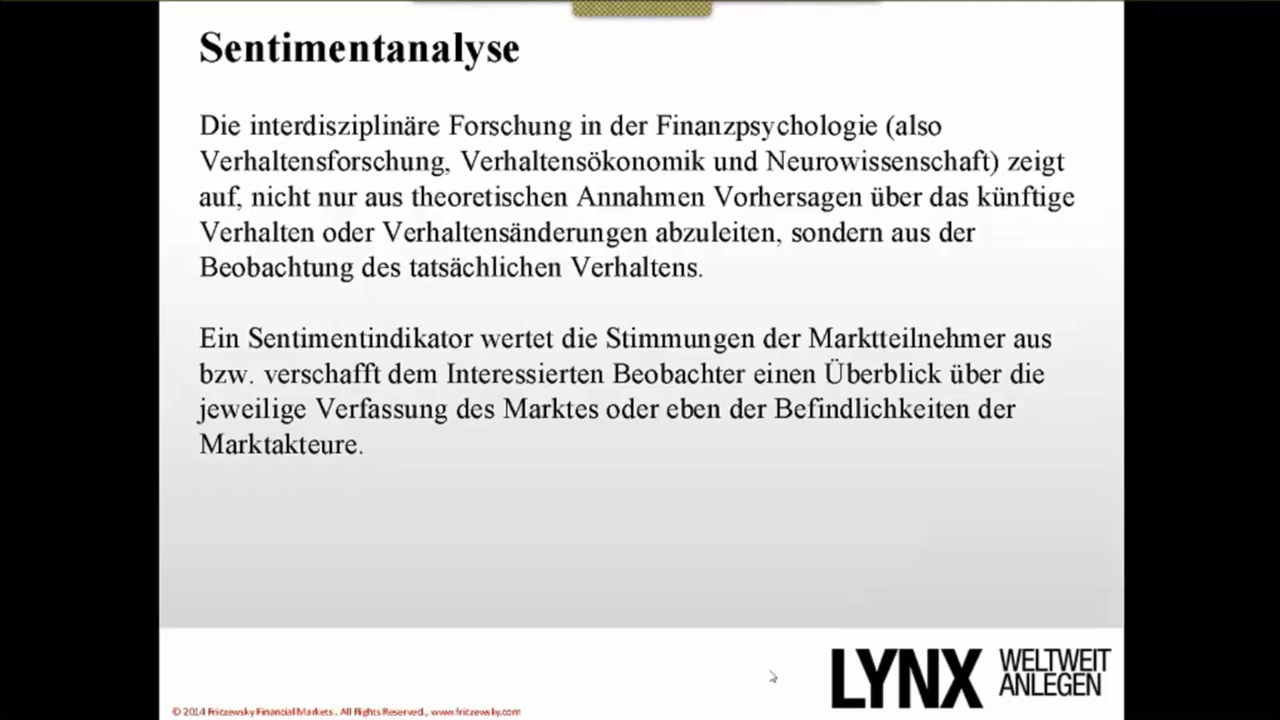 Sentimentanalyse
Die interdisziplinäre Forschung in der Finanzpsychologie (also
Verhaltensforschung, Verhaltensökonomik und Neurowissenschaft) zeigt
auf, nicht nur aus theoretischen Annahmen Vorhersagen über das künftige
Verhalten oder Verhaltensänderungen abzuleiten, sondern aus der
Beobachtung des tatsächlichen Verhaltens.
Ein Sentimentindikator wertet die Stimmungen der Marktteilnehmer aus
bzw. verschafft dem Interessierten Beobachter einen Überblick über die
jeweilige Verfassung des Marktes oder eben der Befindlichkeiten der
Marktakteure.
LYNX WELTWEIT
ANLEGEN
© 2014 Friczewsky Financial Markets . All Rights Reserved., www.friczewsky.com